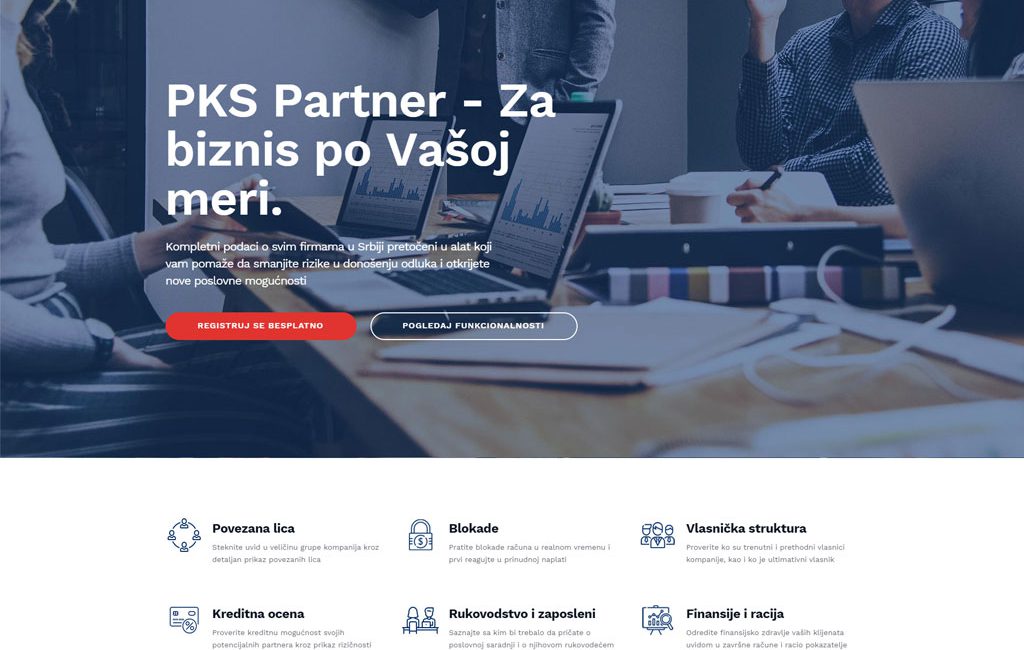 PKS Partner - Za
biznis po Vašoj
meri.
Kompletni podaci o svim firmama u Srbiji pretočeni u alat koji
vam pomaže da smanjite rizike u donošenju odluka i otkrijete
nove poslovne mogućnosti
REGISTRUJ SE BESPLATNO
POGLEDAJ FUNKCIONALNOSTI
Povezana lica
Steknite uvid u veličinu grupe kompanija kroz
detaljan prikaz povezanih lica
Blokade
Pratite blokade računa u realnom vremenu i
prvi reagujte u prinudnoj naplati
Vlasnička struktura
Proverite ko su trenutni i prethodni vlasnici
kompanije, kao i ko je ultimativni vlasnik
Kreditna ocena
Proverite kreditnu mogućnost svojih
potencijalnih partnera kroz prikaz rizičnosti
Rukovodstvo i zaposleni
Saznajte sa kim bi trebalo da pričate o
poslovnoj saradnji i o njihovom rukovodećem
Finansije i racija
Odredite finansijsko zdravlje vaših klijenata
uvidom u završne račune i racio pokazatelje